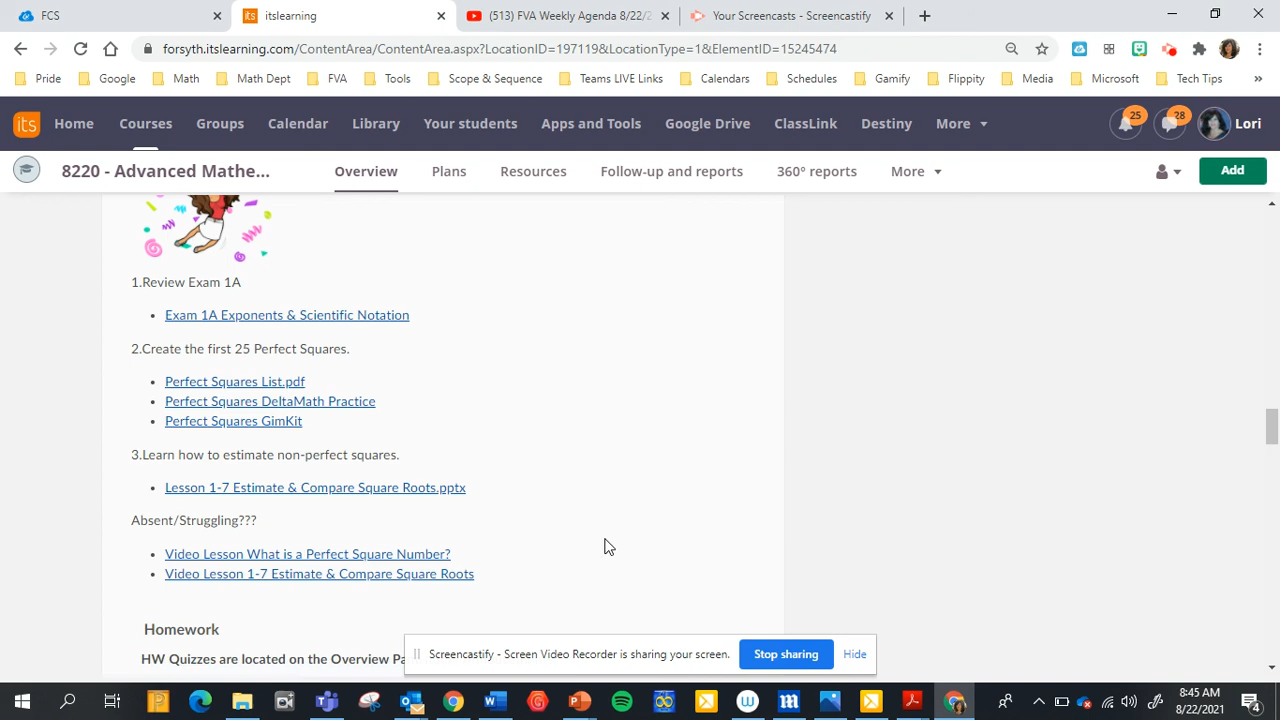 FCS
itslearning
(513) FVA Weekly Agenda 8/22/2
Your Screencasts - Screencastify
forsyth.itslearning.com/ContentArea/ContentArea.aspx?LocationID=197119&LocationType=1&ElementID=15245474
Pride
Google
Math
Math Dept
FVA
Tools
Scope & Sequence
Teams LIVE Links
Calendars
Schedules
Gamify
Flippity
Media
Microsoft
Tech Tips
its
Home
Courses
Groups
Calendar
Library
Your students
Apps and Tools
Google Drive
ClassLink
Destiny
More
25
28
Lori
8220 - Advanced Mathe...
Overview
Plans
Resources
Follow-up and reports
360° reports
More
Add
1.Review Exam 1A
• Exam 1A Exponents & Scientific Notation
2.Create the first 25 Perfect Squares.
• Perfect Squares List.pdf
• Perfect Squares DeltaMath Practice
• Perfect Squares GimKit
3.Learn how to estimate non-perfect squares.
• Lesson 1-7 Estimate & Compare Square Roots.pptx
Absent/Struggling???
• Video Lesson What is a Perfect Square Number?
• Video Lesson 1-7 Estimate & Compare Square Roots
Homework
HW Quizzes are located on the Overview Pa
Screencastify - Screen Video Recorder is sharing your screen.
Stop sharing
Hide
8:45 AM
8/22/2021
4